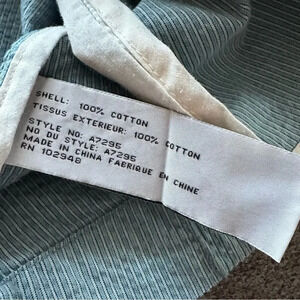 SHELL: 100% COTTON
TISSUS EXTERIEUR: 100% COTTON
STYLE NO: A7295
NO DU STYLE: A7295
MADE IN CHINA FABRIQUE EN CHINE
RN 102948